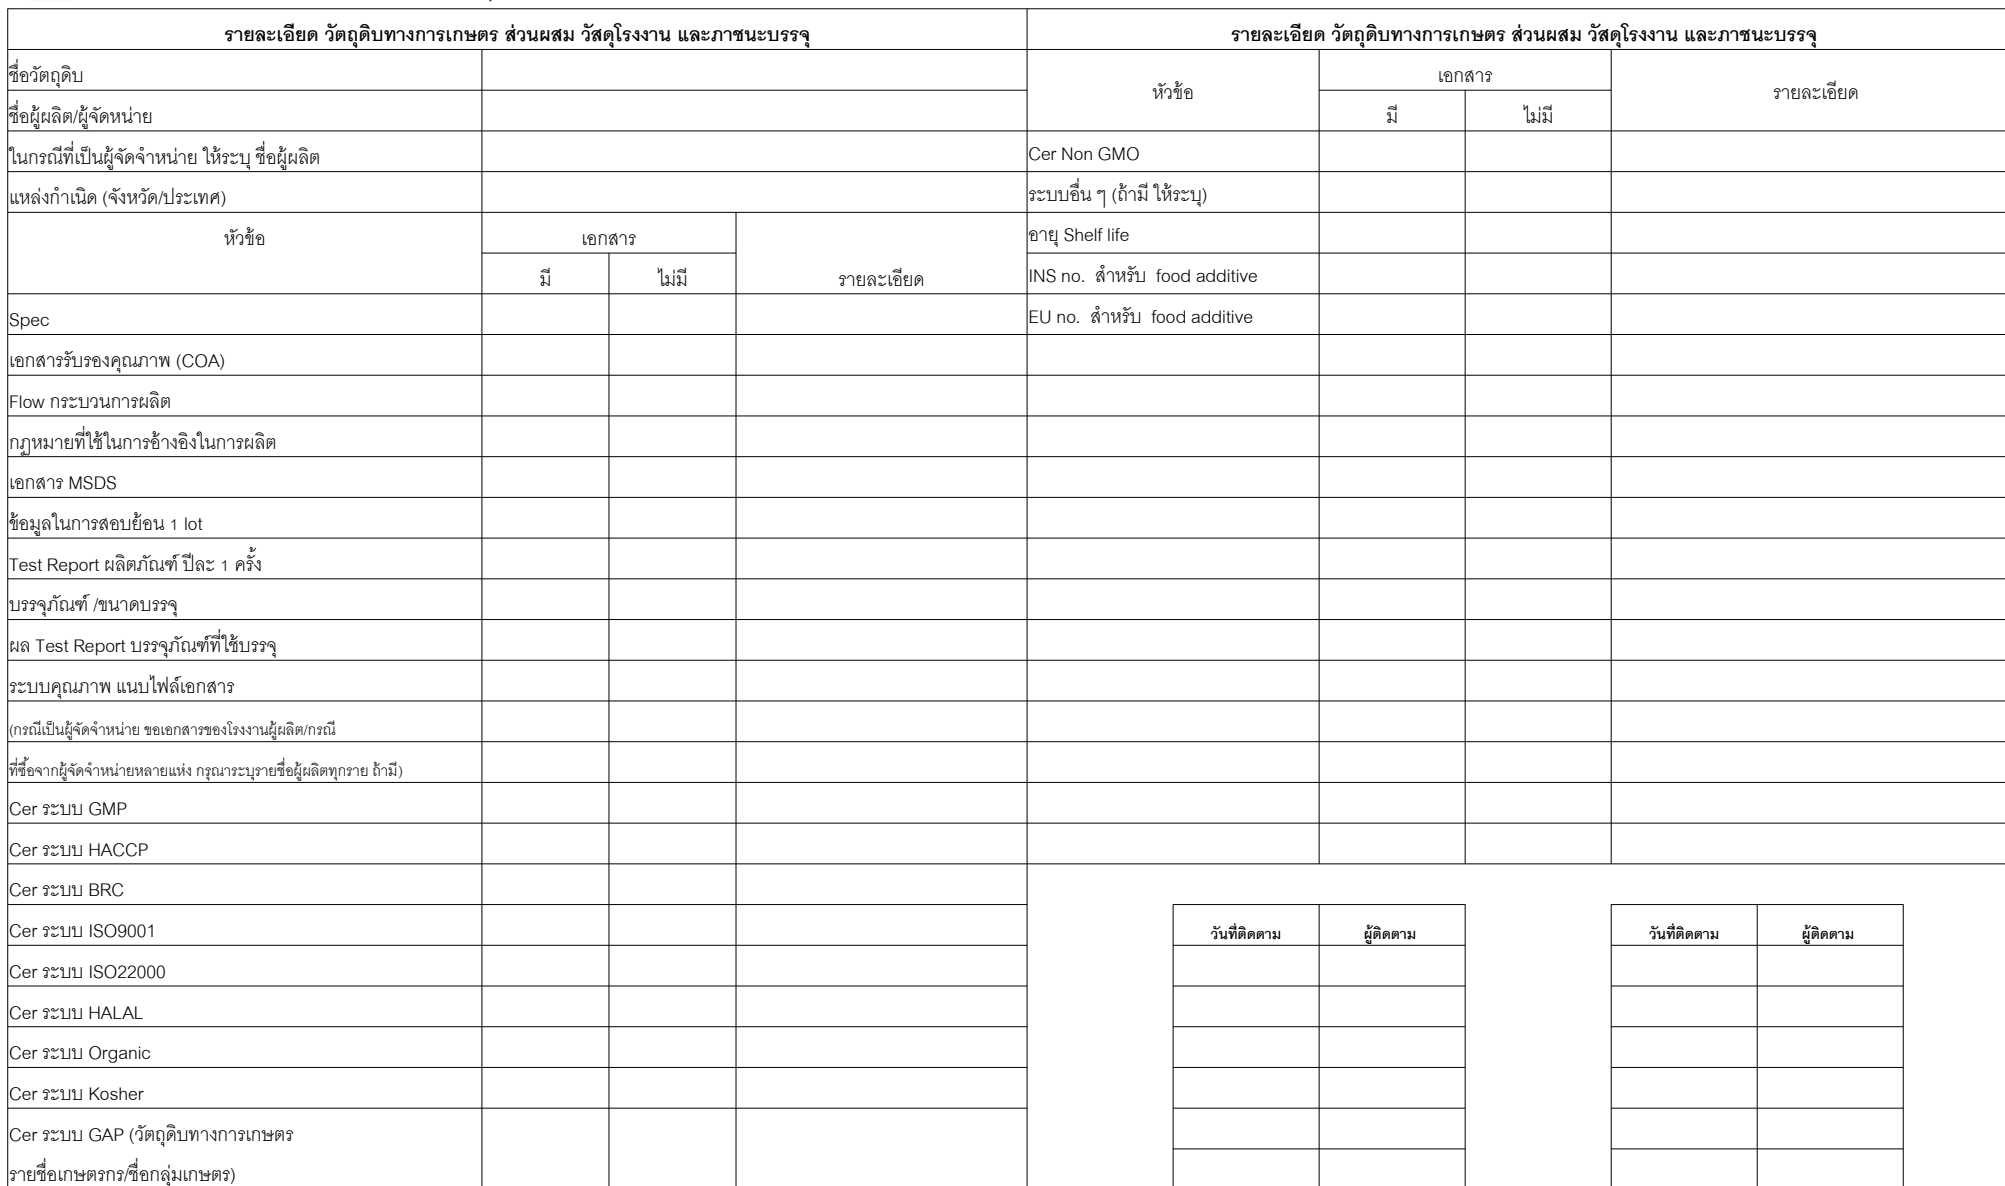 รายละเอียด วัตถุดิบทางการเกษตร ส่วนผสม วัสดุโรงงาน และภาชนะบรรจุ
ชื่อวัตถุดิบ
ชื่อผู้ผลิต/ผู้จัดหน่าย
ในกรณีที่เป็นผู้จัดจำหน่าย ให้ระบุ ชื่อผู้ผลิต
แหล่งกำเนิด (จังหวัด/ประเทศ)
หัวข้อ เอกสาร
มี ไม่มี รายละเอียด
Spec
เอกสารรับรองคุณภาพ (COA)
Flow กระบวนการผลิต
กฎหมายที่ใช้ในการอ้างอิงในการผลิต
เอกสาร MSDS
ข้อมูลในการสอบย้อน 1 lot
Test Report ผลิตภัณฑ์ ปีละ 1 ครั้ง
บรรจุภัณฑ์ /ขนาดบรรจุ
ผล Test Report บรรจุภัณฑ์ที่ใช้บรรจุ
ระบบคุณภาพ แนบไฟล์เอกสาร
(กรณีเป็นผู้จัดจำหน่าย ขอเอกสารของโรงงานผู้ผลิต/กรณี
ที่ซื้อจากผู้จัดจำหน่ายหลายแห่ง กรุณาระบุรายชื่อผู้ผลิตทุกราย ถ้ามี)
Cer ระบบ GMP
Cer ระบบ HACCP
Cer ระบบ BRC
Cer ระบบ ISO9001
Cer ระบบ ISO22000
Cer ระบบ HALAL
Cer ระบบ Organic
Cer ระบบ Kosher
Cer ระบบ GAP (วัตถุดิบทางการเกษตร
รายชื่อเกษตรกร/ชื่อกลุ่มเกษตร)
รายละเอียด วัตถุดิบทางการเกษตร ส่วนผสม วัสดุโรงงาน และภาชนะบรรจุ
หัวข้อ เอกสาร รายละเอียด
มี ไม่มี
Cer Non GMO
ระบบอื่น ๆ (ถ้ามี ให้ระบุ)
อายุ Shelf life
INS no. สำหรับ food additive
EU no. สำหรับ food additive
วันที่ติดตาม ผู้ติดตาม วันที่ติดตาม ผู้ติดตาม